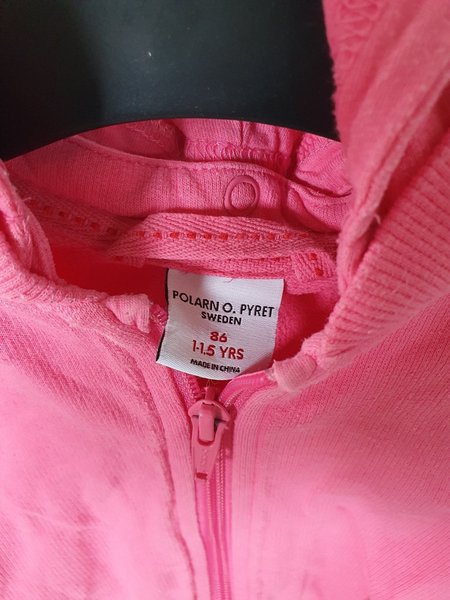 POLARN O. PYRET
SWEDEN
86
1-1.5 YRS
MADE IN CHINA